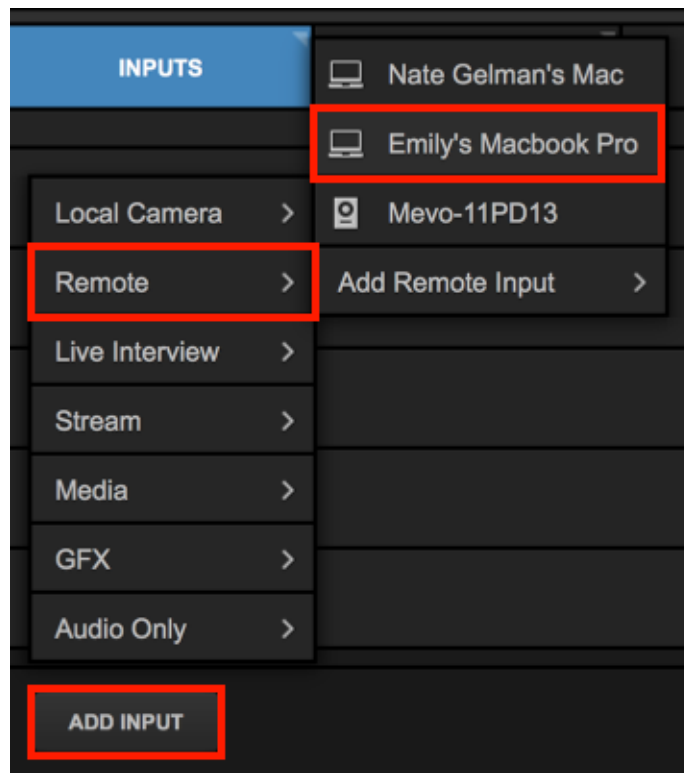 INPUTS
Nate Gelman's Mac
Emily's Macbook Pro
Mevo-11PD13
Add Remote Input
Local Camera
Remote
Live Interview
Stream
Media
GFX
Audio Only
ADD INPUT